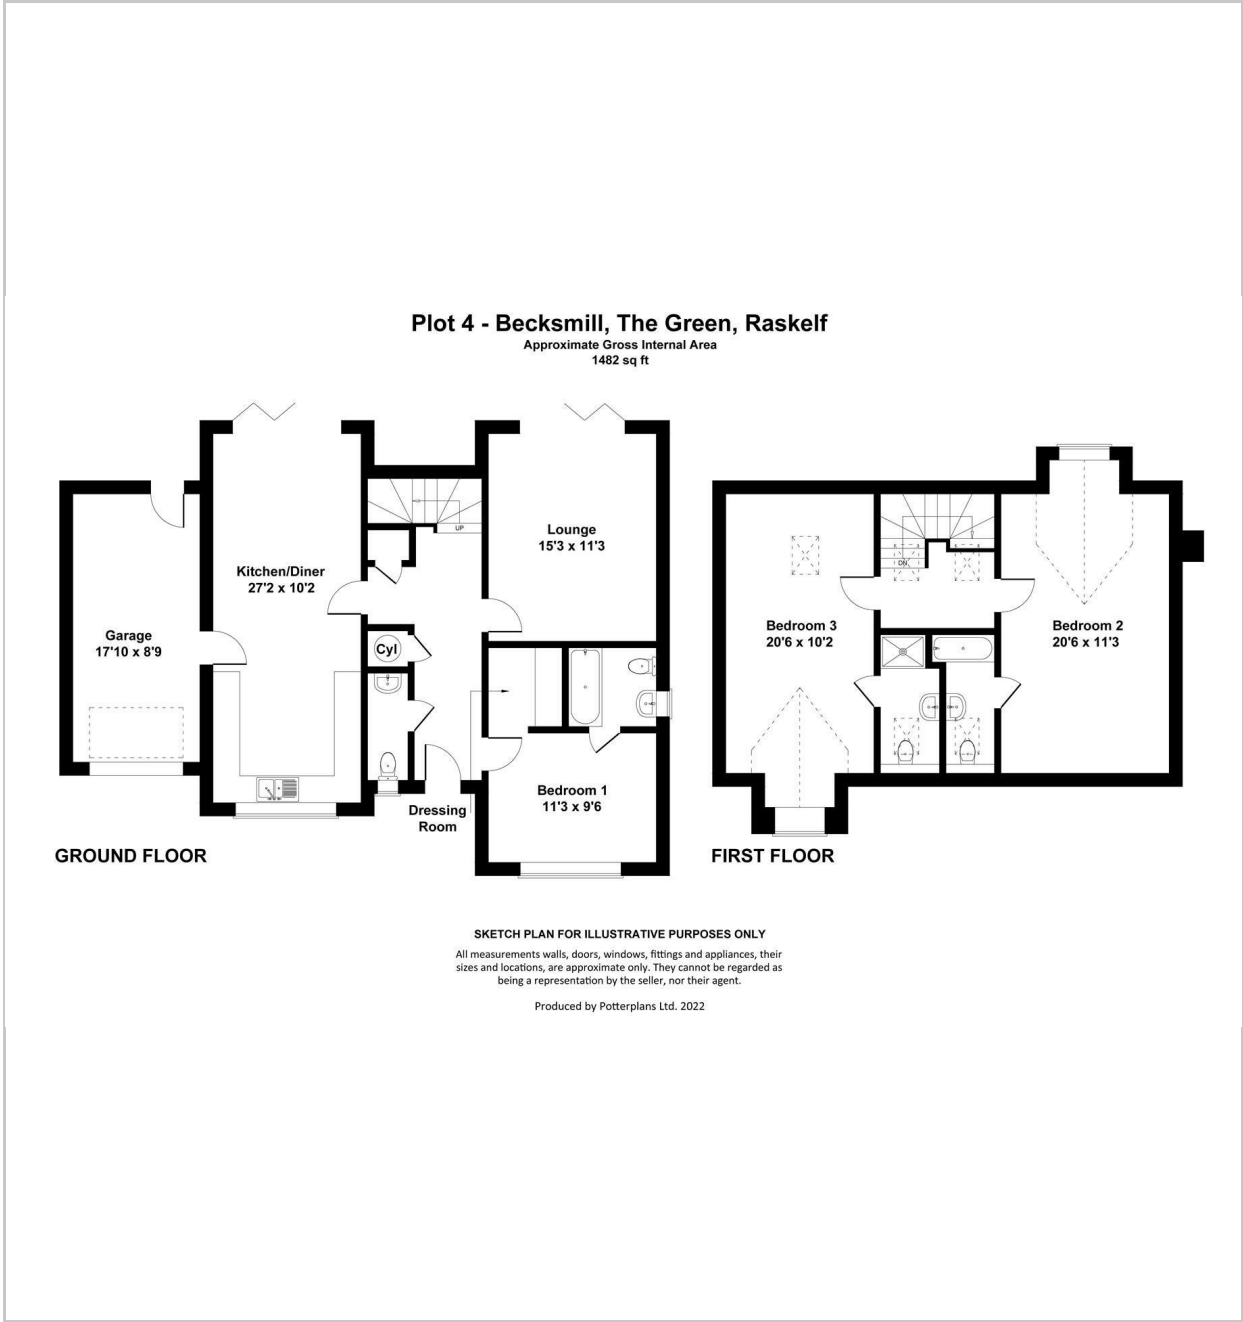 Plot 4 - Becksmill, The Green, Raskelf
Approximate Gross Internal Area
1482 sq ft
UP
Lounge
15'3 x 11'3
Kitchen/Diner
27'2 x 10'2
Garage
17'10 x 8'9
Cyl
Bedroom 1
11'3 x 9'6
Dressing
Room
GROUND FLOOR
DN
Bedroom 3
20'6 x 10'2
Bedroom 2
20'6 x 11'3
FIRST FLOOR
SKETCH PLAN FOR ILLUSTRATIVE PURPOSES ONLY
All measurements walls, doors, windows, fittings and appliances, their
sizes and locations, are approximate only. They cannot be regarded as
being a representation by the seller, nor their agent.
Produced by Potterplans Ltd. 2022